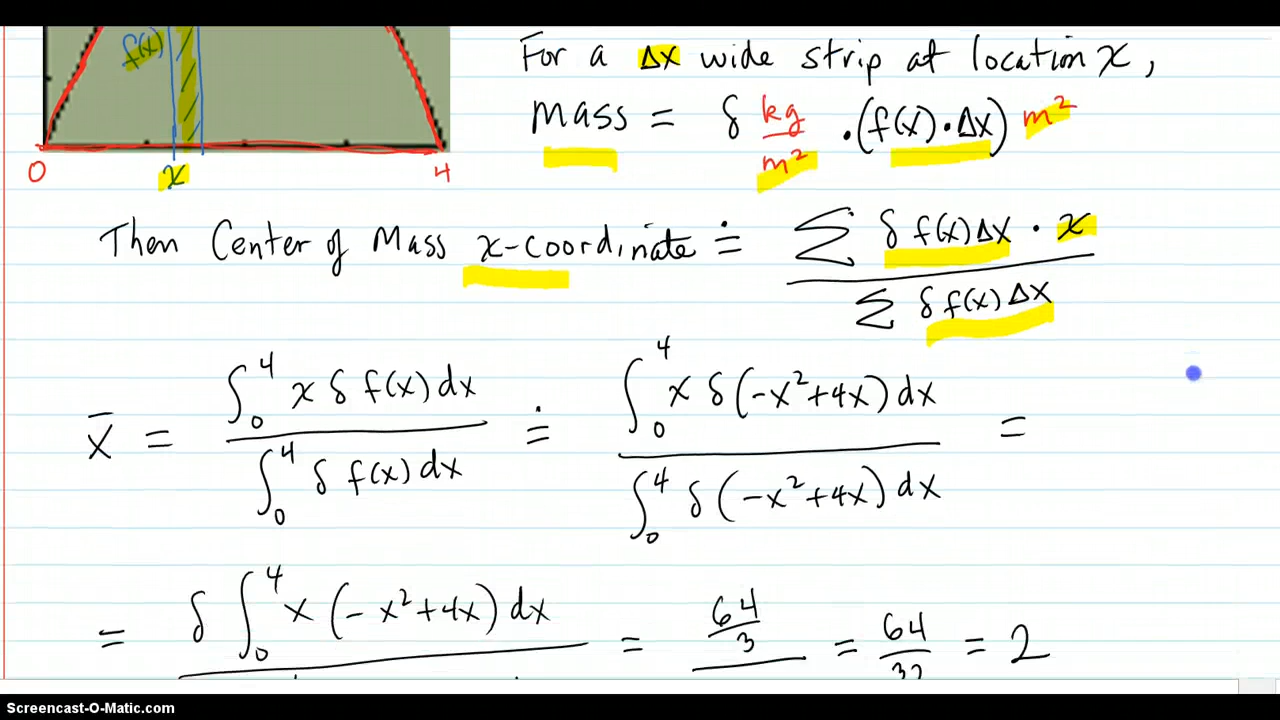 f(x)
For a Δx wide strip at location x,
mass = δ kg/m² · (f(x) · Δx) m²
0 x 4
Then Center of Mass x-coordinate ≐ ∑ δ f(x) Δx · x / ∑ δ f(x) Δx
x̄ = ∫₀⁴ x δ f(x) dx / ∫₀⁴ δ f(x) dx ≐ ∫₀⁴ x δ (-x²+4x) dx / ∫₀⁴ δ (-x²+4x) dx =
= δ ∫₀⁴ x (-x²+4x) dx = 64/3 = 64/32 = 2
Screencast-O-Matic.com